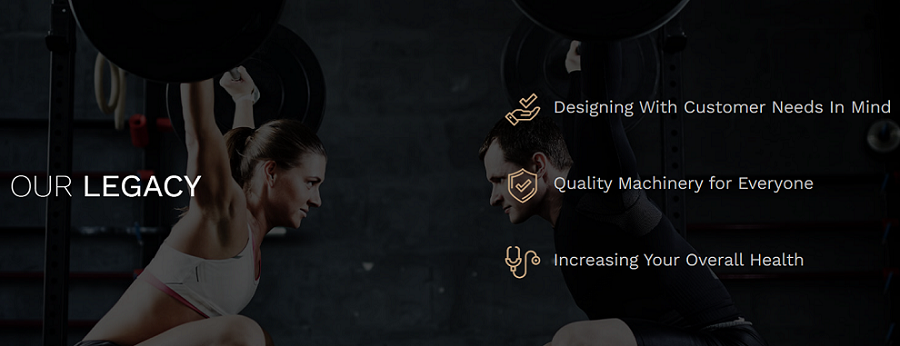 OUR LEGACY
Designing With Customer Needs In Mind
Quality Machinery for Everyone
Increasing Your Overall Health